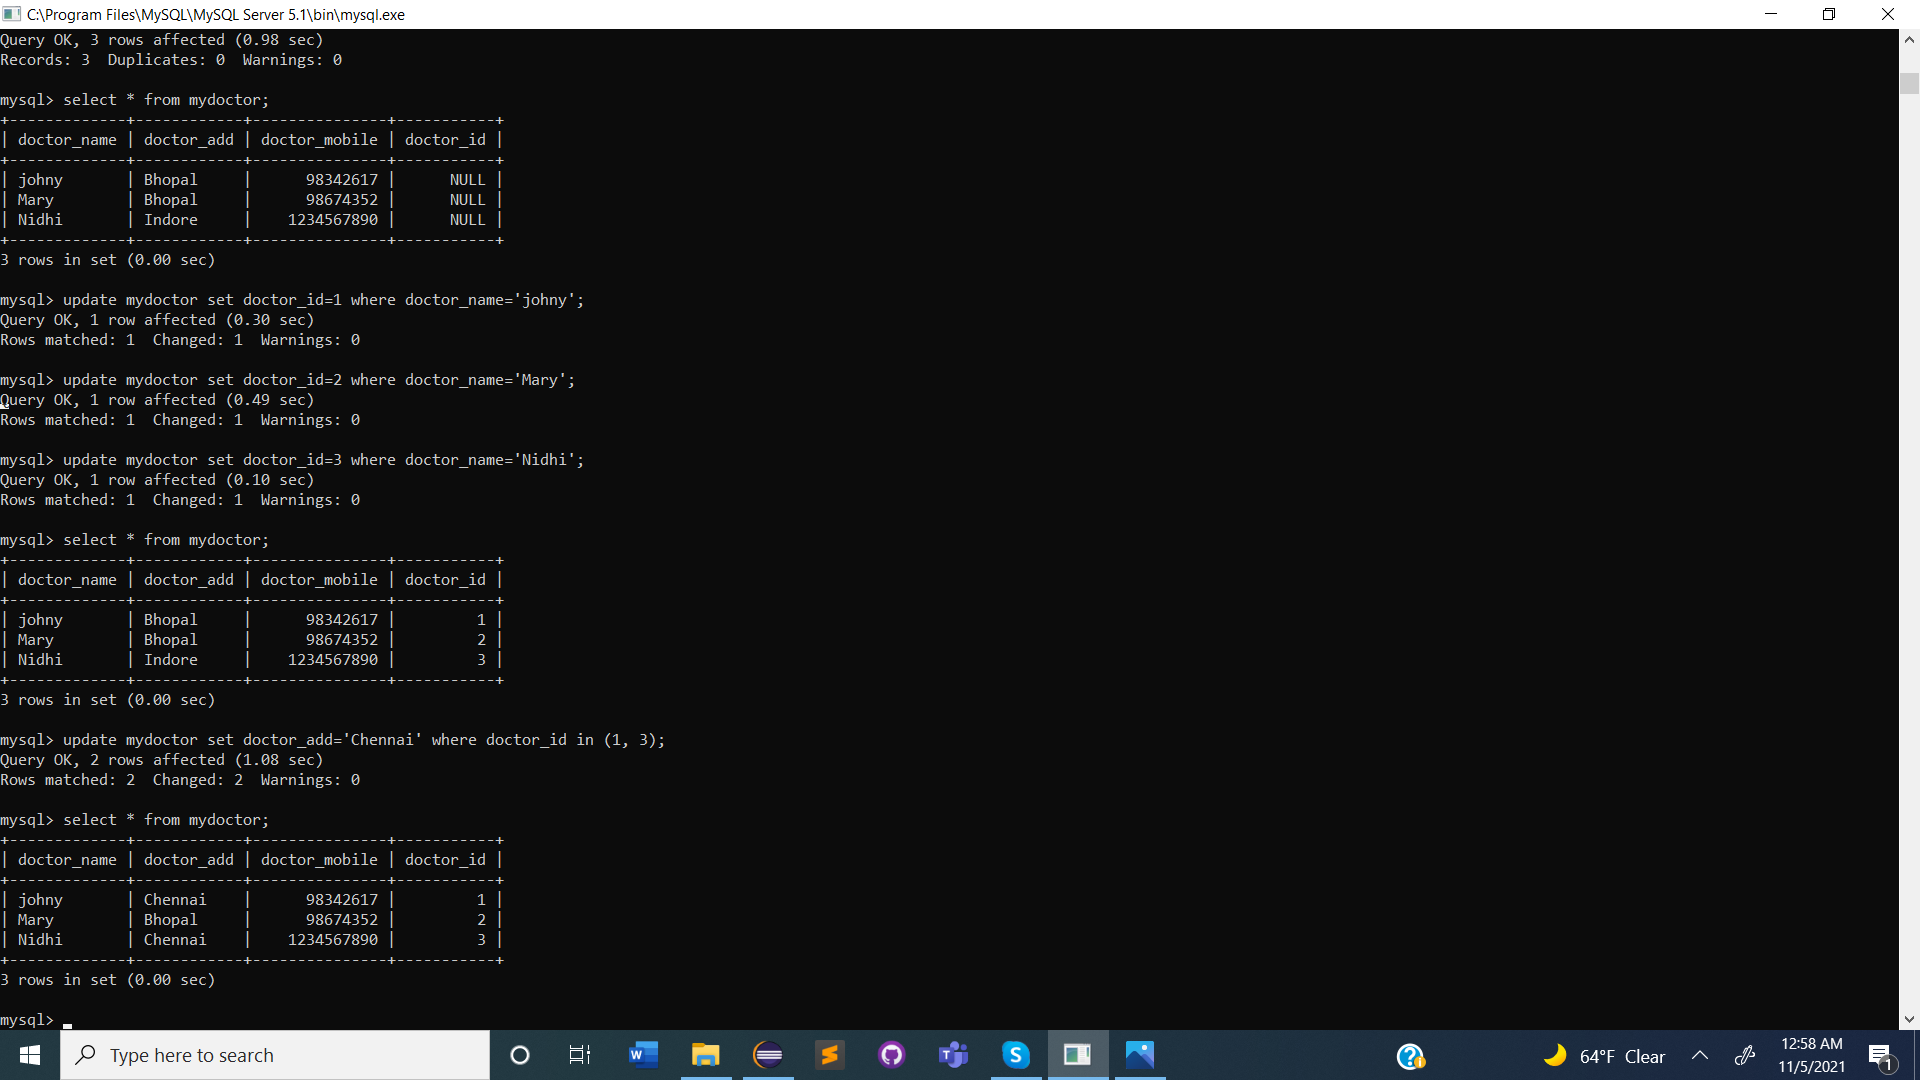 C:\Program Files\MySQL\MySQL Server 5.1\bin\mysql.exe
Query OK, 3 rows affected (0.98 sec)
Records: 3  Duplicates: 0  Warnings: 0
mysql> select * from mydoctor;
+-------------+------------+---------------+-----------+
| doctor_name | doctor_add | doctor_mobile | doctor_id |
+-------------+------------+---------------+-----------+
| johny       | Bhopal     |      98342617 |      NULL |
| Mary        | Bhopal     |      98674352 |      NULL |
| Nidhi       | Indore     |    1234567890 |      NULL |
+-------------+------------+---------------+-----------+
3 rows in set (0.00 sec)
mysql> update mydoctor set doctor_id=1 where doctor_name='johny';
Query OK, 1 row affected (0.30 sec)
Rows matched: 1  Changed: 1  Warnings: 0
mysql> update mydoctor set doctor_id=2 where doctor_name='Mary';
Query OK, 1 row affected (0.49 sec)
Rows matched: 1  Changed: 1  Warnings: 0
mysql> update mydoctor set doctor_id=3 where doctor_name='Nidhi';
Query OK, 1 row affected (0.10 sec)
Rows matched: 1  Changed: 1  Warnings: 0
mysql> select * from mydoctor;
+-------------+------------+---------------+-----------+
| doctor_name | doctor_add | doctor_mobile | doctor_id |
+-------------+------------+---------------+-----------+
| johny       | Bhopal     |      98342617 |         1 |
| Mary        | Bhopal     |      98674352 |         2 |
| Nidhi       | Indore     |    1234567890 |         3 |
+-------------+------------+---------------+-----------+
3 rows in set (0.00 sec)
mysql> update mydoctor set doctor_add='Chennai' where doctor_id in (1, 3);
Query OK, 2 rows affected (1.08 sec)
Rows matched: 2  Changed: 2  Warnings: 0
mysql> select * from mydoctor;
+-------------+------------+---------------+-----------+
| doctor_name | doctor_add | doctor_mobile | doctor_id |
+-------------+------------+---------------+-----------+
| johny       | Chennai    |      98342617 |         1 |
| Mary        | Bhopal     |      98674352 |         2 |
| Nidhi       | Chennai    |    1234567890 |         3 |
+-------------+------------+---------------+-----------+
3 rows in set (0.00 sec)
mysql>
Type here to search
64°F Clear
12:58 AM
11/5/2021
1